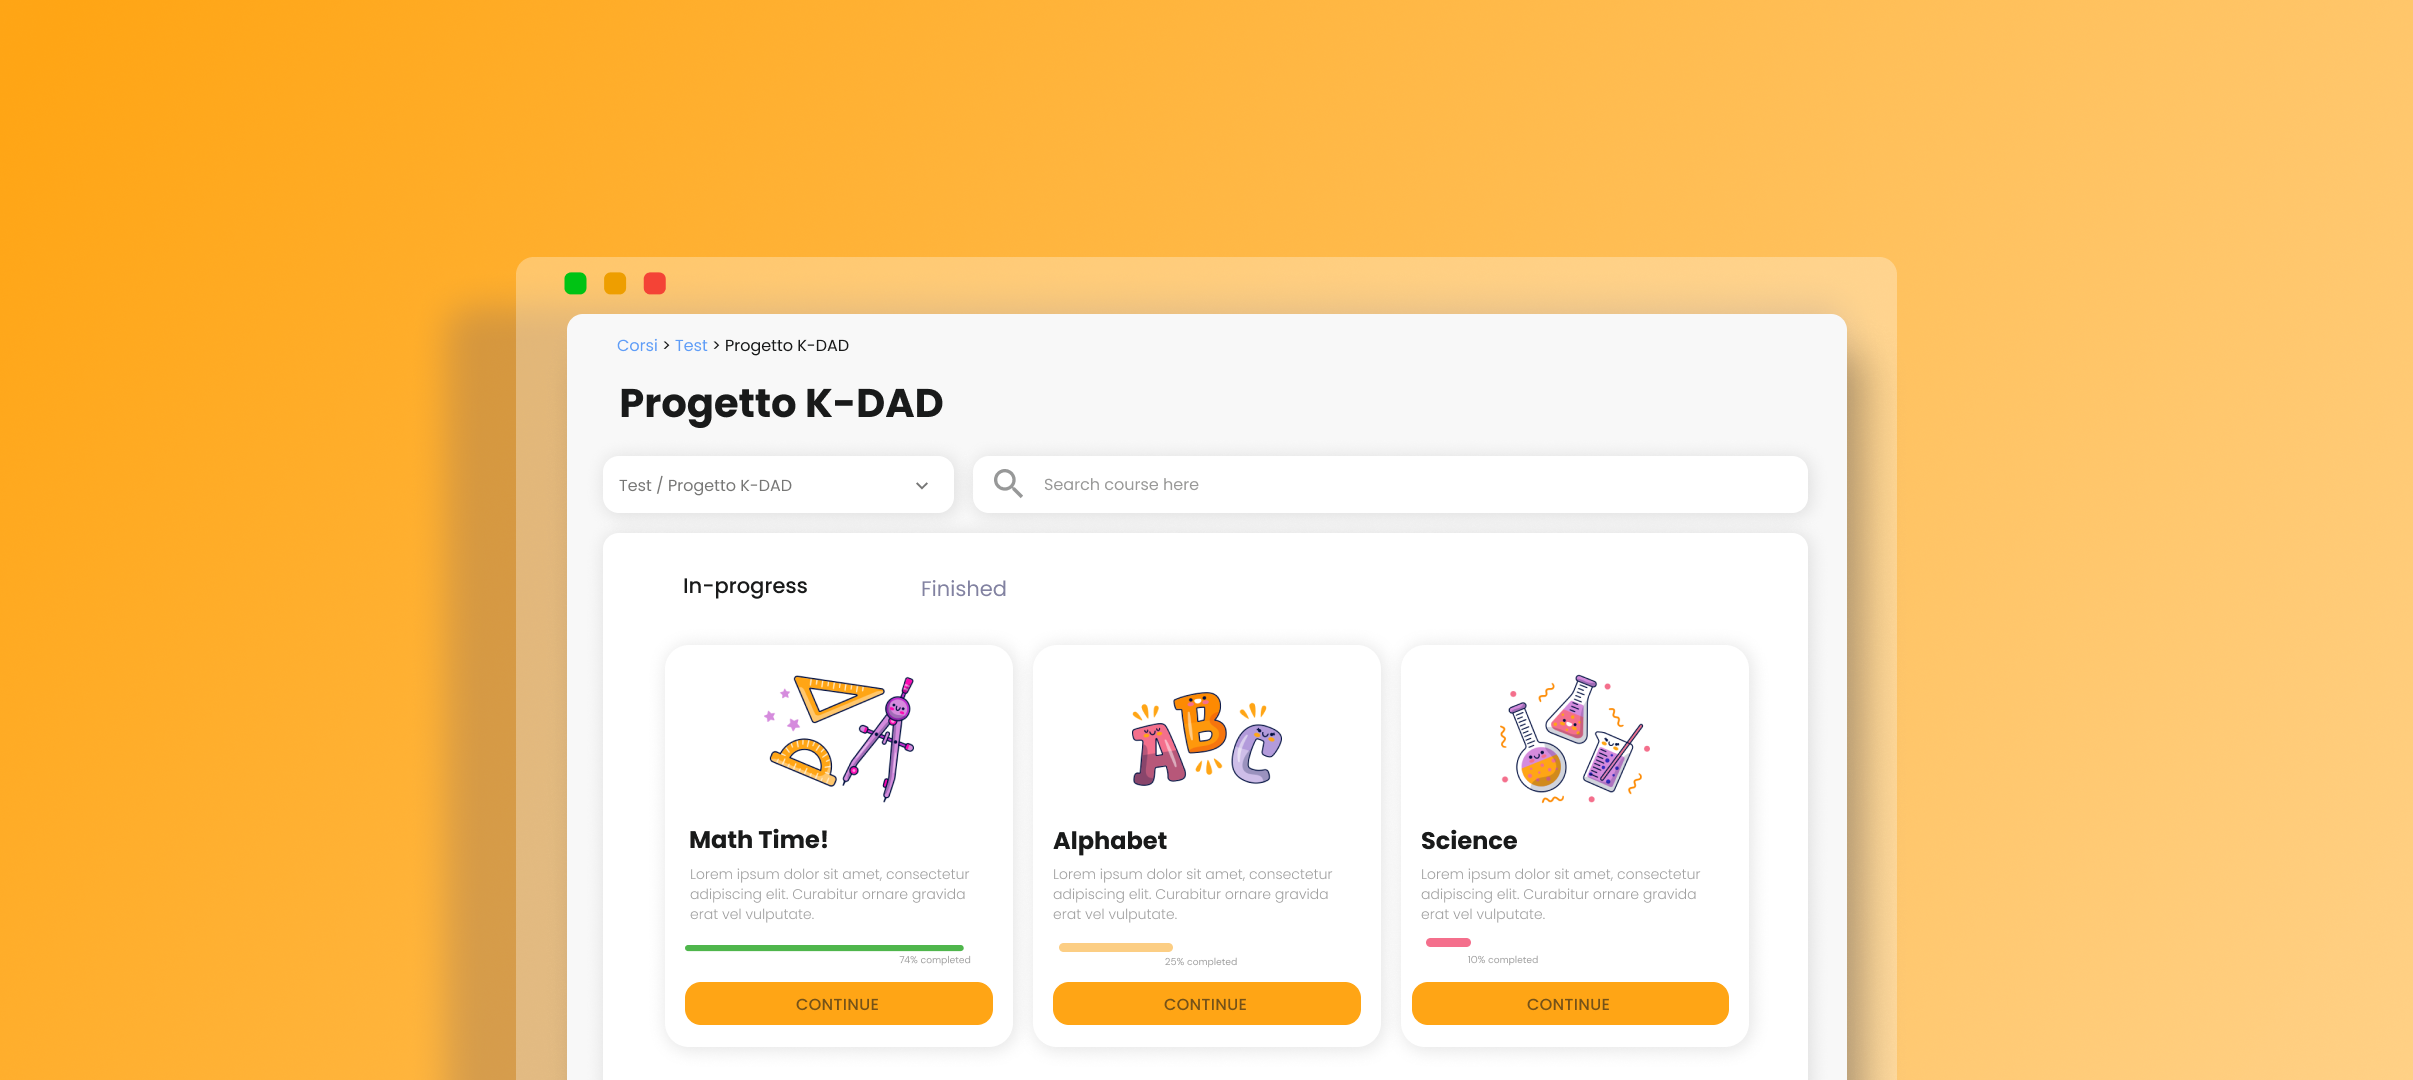 Corsi > Test > Progetto K-DAD
Progetto K-DAD
Test / Progetto K-DAD
Search course here
In-progress
Finished
ABC
Math Time!
Lorem ipsum dolor sit amet, consectetur
adipiscing elit. Curabitur ornare gravida
erat vel vulputate.
74% completed
CONTINUE
Alphabet
Lorem ipsum dolor sit amet, consectetur
adipiscing elit. Curabitur ornare gravida
erat vel vulputate.
25% completed
CONTINUE
Science
Lorem ipsum dolor sit amet, consectetur
adipiscing elit. Curabitur ornare gravida
erat vel vulputate.
10% completed
CONTINUE